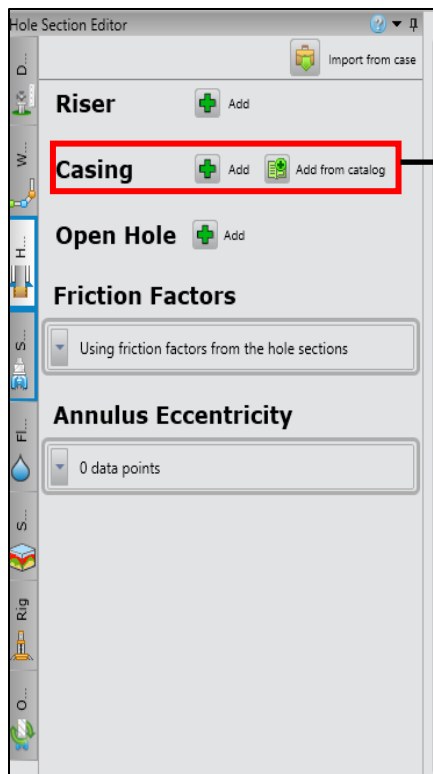 Hole Section Editor
Import from case
D...
Riser Add
W...
Casing Add Add from catalog
H...
Open Hole Add
Friction Factors
S...
Using friction factors from the hole sections
Annulus Eccentricity
Fl...
0 data points
S...
Rig
O...